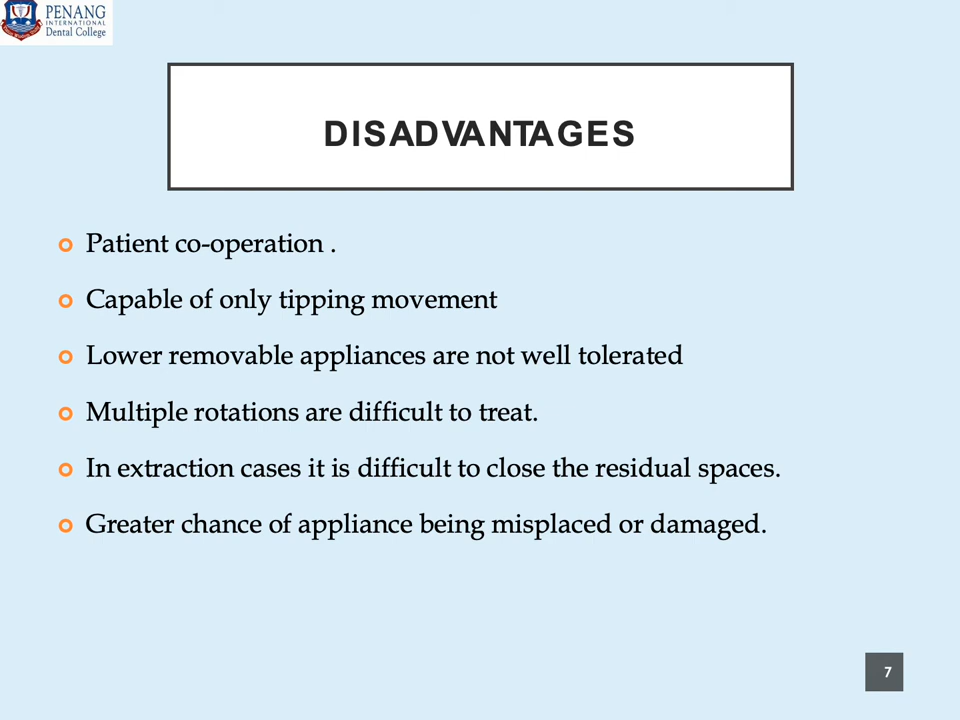 PENANG
INTERNATIONAL
Dental College
DISADVANTAGES
Patient co-operation .
Capable of only tipping movement
Lower removable appliances are not well tolerated
Multiple rotations are difficult to treat.
In extraction cases it is difficult to close the residual spaces.
Greater chance of appliance being misplaced or damaged.
7